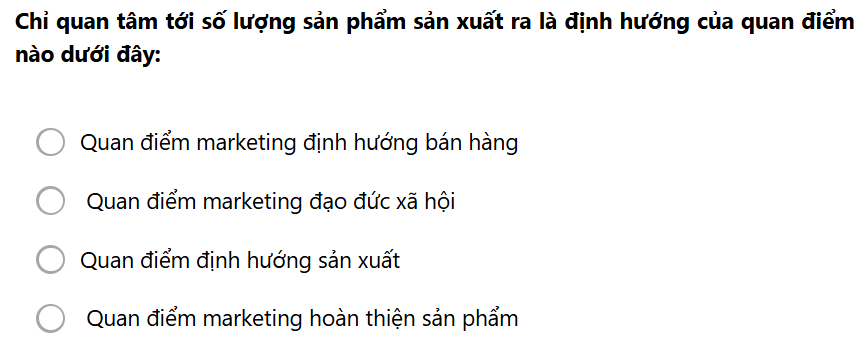 Chỉ quan tâm tới số lượng sản phẩm sản xuất ra là định hướng của quan điểm
nào dưới đây:
Quan điểm marketing định hướng bán hàng
Quan điểm marketing đạo đức xã hội
Quan điểm định hướng sản xuất
Quan điểm marketing hoàn thiện sản phẩm